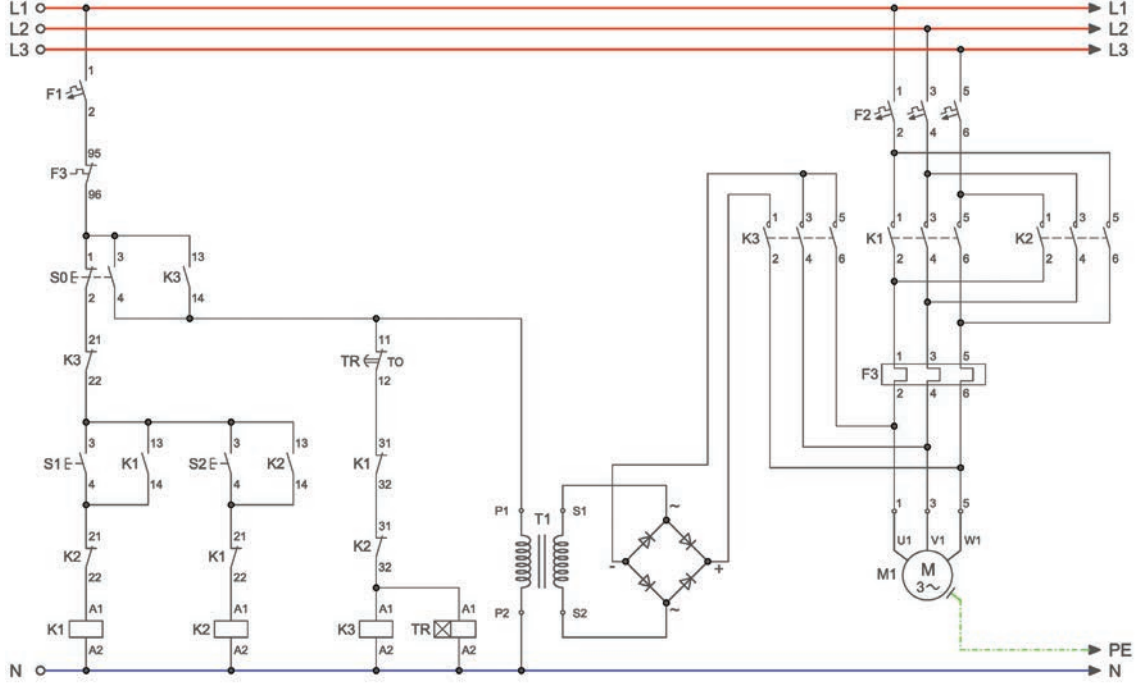 L1 L1
L2 L2
L3 L3
1 1 3 5
F1 F2
2 2 4 6
95
F3
96
1 3 5 1 3 5 1 3 5
K3 K1 K2
2 4 6 2 4 6 2 4 6
1 3 13
S0 K3
2 4 14
21 11
K3 TR TO
22 12
1 3 5
F3
2 4 6
3 13 3 13 31
S1 K1 S2 K2 K1
4 14 4 14 32
P1 T1 S1 ~ 1 3 5
21 21 31
K2 K1 K2
22 22 32
- +
U1 V1 W1
M1 M
3~
P2 S2 ~
A1 A1 A1 A1
K1 K2 K3 TR
A2 A2 A2 A2
PE
N N